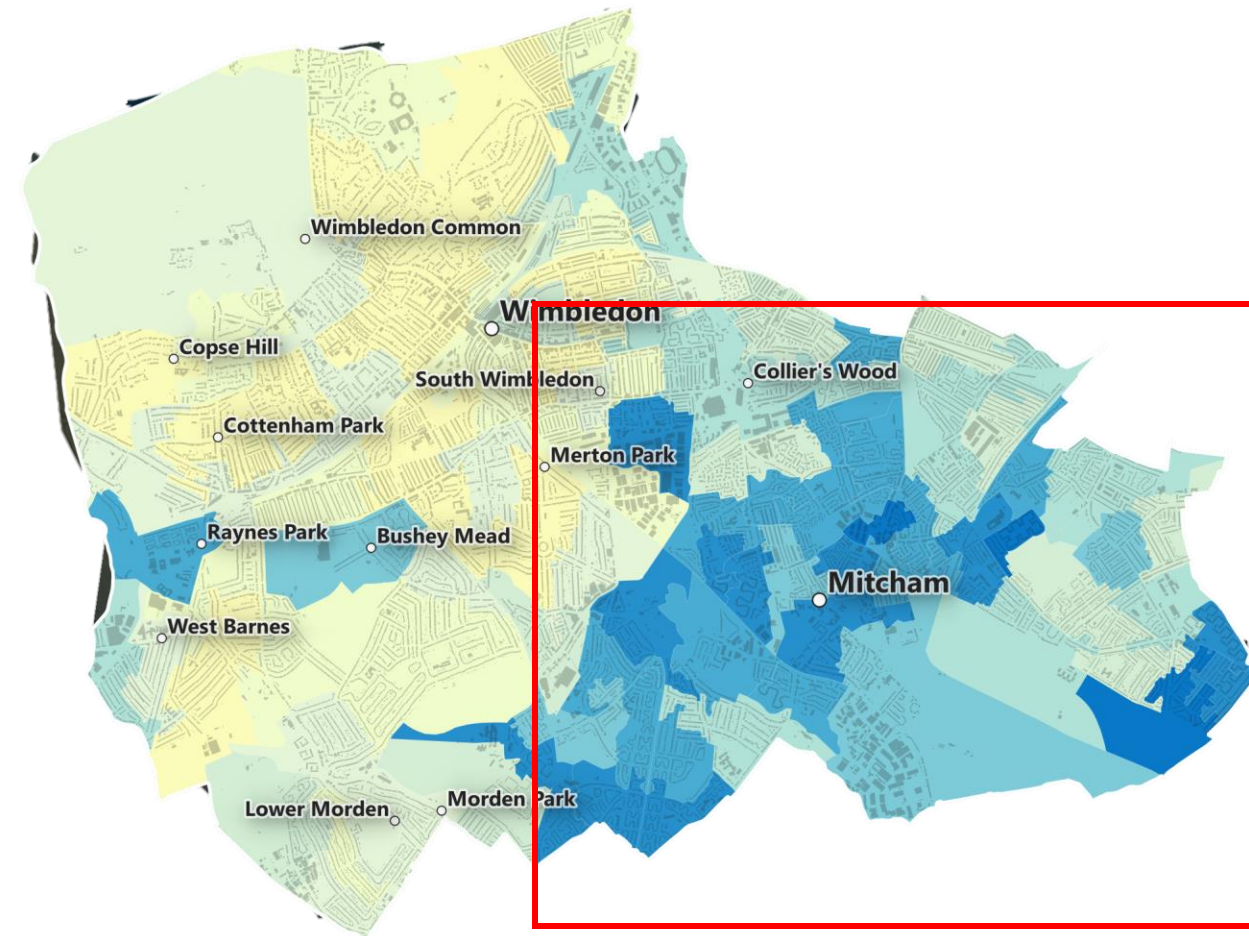 Wimbledon Common
Wimbledon
Copse Hill
South Wimbledon
Collier's Wood
Cottenham Park
Merton Park
Raynes Park
Bushey Mead
Mitcham
West Barnes
Lower Morden
Morden Park